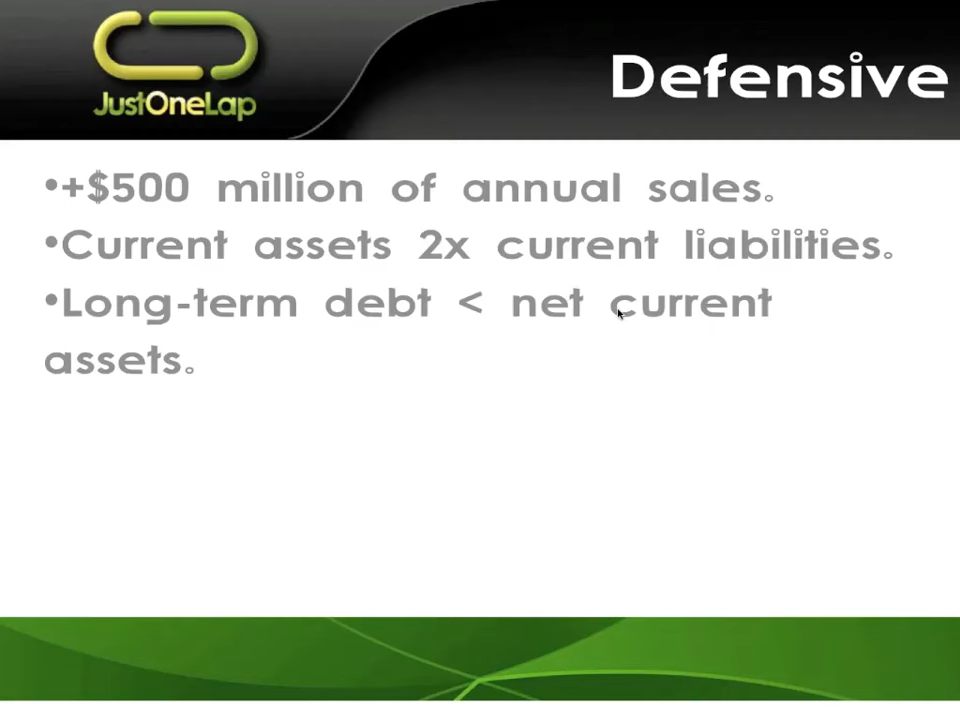 JustOneLap
Defensive
•+$500 million of annual sales.
•Current assets 2x current liabilities.
•Long-term debt < net current
assets.